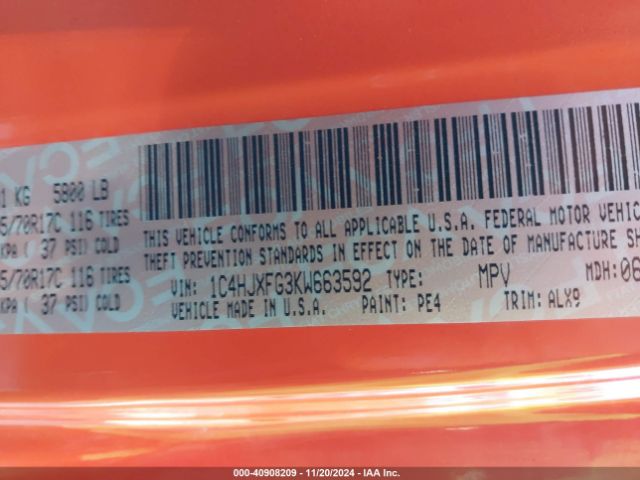 1 KG 5800 LB
5/70R17C 116 TIRES
KPA ( 37 PSI) COLD
5/70R17C 116 TIRES
KPA ( 37 PSI) COLD
THIS VEHICLE CONFORMS TO ALL APPLICABLE U.S.A. FEDERAL MOTOR VEHIC
THEFT PREVENTION STANDARDS IN EFFECT ON THE DATE OF MANUFACTURE SH
VIN: 1C4HJXFG3KW663592 TYPE: MPV MDH:06
VEHICLE MADE IN U.S.A. PAINT: PE4 TRIM: ALX9
000-40908209 - 11/20/2024 - IAA Inc.